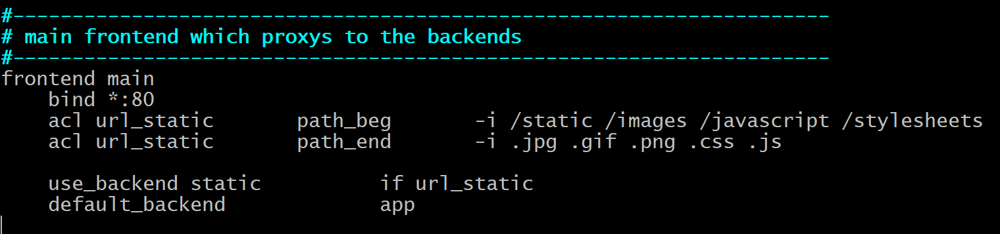 #---------------------------------------------------------------------
# main frontend which proxys to the backends
#---------------------------------------------------------------------
frontend main
    bind *:80
    acl url_static       path_beg       -i /static /images /javascript /stylesheets
    acl url_static       path_end       -i .jpg .gif .png .css .js

    use_backend static          if url_static
    default_backend             app